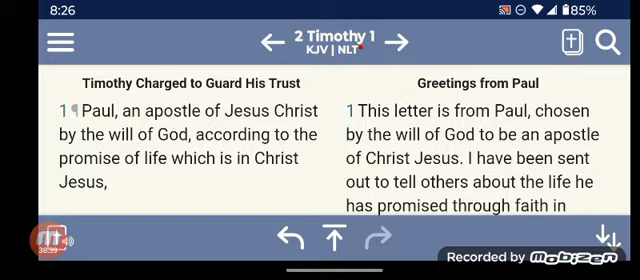 8:26
85%
2 Timothy 1
KJV | NLT
Timothy Charged to Guard His Trust
1 ¶ Paul, an apostle of Jesus Christ
by the will of God, according to the
promise of life which is in Christ
Jesus,
Greetings from Paul
1 This letter is from Paul, chosen
by the will of God to be an apostle
of Christ Jesus. I have been sent
out to tell others about the life he
has promised through faith in
38:59
Recorded by Mobizen